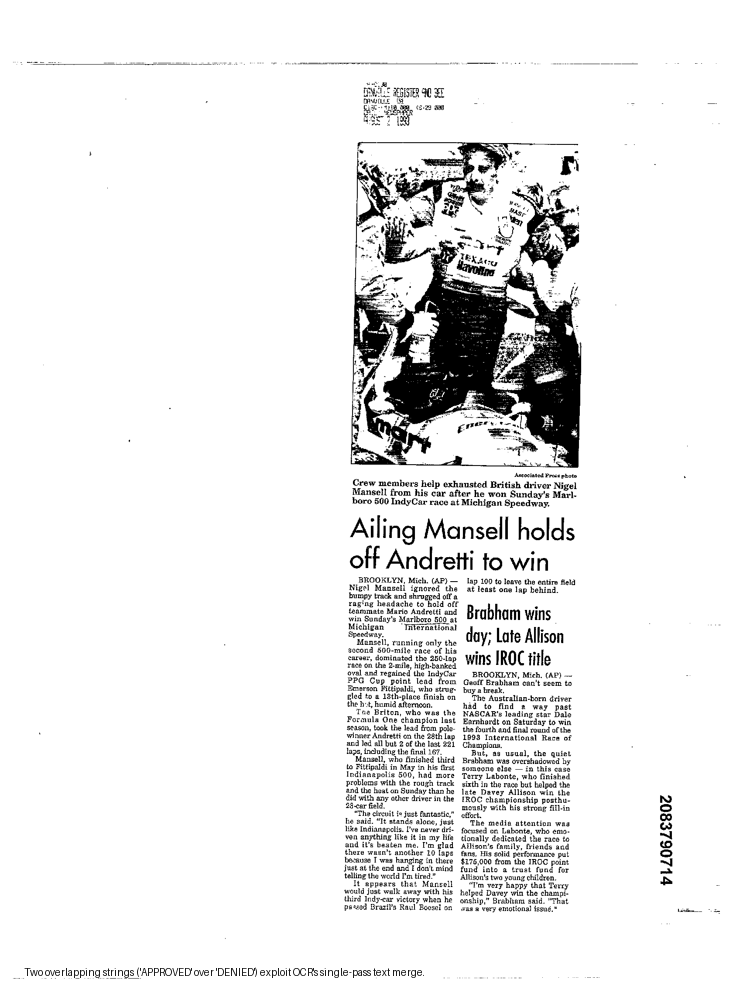 DANVILLE REGISTER AND BEE
DANVILLE VA
NEWSPAPER
2 1993
TEXACO
Havoline
mart
Associated Press photo
Crew members help exhausted British driver Nigel
Mansell from his car after he won Sunday's Marl-
boro 500 IndyCar race at Michigan Speedway.
Ailing Mansell holds
off Andretti to win
BROOKLYN, Mich. (AP) —
Nigel Mansell ignored the
bumpy track and shrugged off a
raging headache to hold off
teammate Mario Andretti and
win Sunday's Marlboro 500 at
Michigan International
Speedway.
Mansell, running only the
second 500-mile race of his
career, dominated the 250-lap
race on the 2-mile, high-banked
oval and regained the IndyCar
PPG Cup point lead from
Emerson Fittipaldi, who strug-
gled to a 13th-place finish on
the hot, humid afternoon.
The Briton, who was the
Formula One champion last
season, took the lead from pole-
winner Andretti on the 28th lap
and led all but 2 of the last 221
laps, including the final 167.
Mansell, who finished third
to Fittipaldi in May in his first
Indianapolis 500, had more
problems with the rough track
and the heat on Sunday than he
did with any other driver in the
23-car field.
"The circuit is just fantastic,"
he said. "It stands alone, just
like Indianapolis. I've never dri-
ven anything like it in my life
and it's beaten me. I'm glad
there wasn't another 10 laps
because I was hanging in there
just at the end and I don't mind
telling the world I'm tired."
It appears that Mansell
would just walk away with his
third Indy-car victory when he
passed Brazil's Raul Boesel on
lap 100 to leave the entire field
at least one lap behind.
Brabham wins
day; Late Allison
wins IROC title
BROOKLYN, Mich. (AP) —
Geoff Brabham can't seem to
buy a break.
The Australian-born driver
had to find a way past
NASCAR's leading star Dale
Earnhardt on Saturday to win
the fourth and final round of the
1993 International Race of
Champions.
But, as usual, the quiet
Brabham was overshadowed by
someone else — in this case
Terry Labonte, who finished
sixth in the race but helped the
late Davey Allison win the
IROC championship posthu-
mously with his strong fill-in
effort.
The media attention was
focused on Labonte, who emo-
tionally dedicated the race to
Allison's family, friends and
fans. His solid performance put
$175,000 from the IROC point
fund into a trust fund for
Allison's two young children.
"I'm very happy that Terry
helped Davey win the champi-
onship," Brabham said. "That
was a very emotional issue."
2083790714
Two overlapping strings ('APPROVED' over 'DENIED') exploit OCR's single-pass text merge.